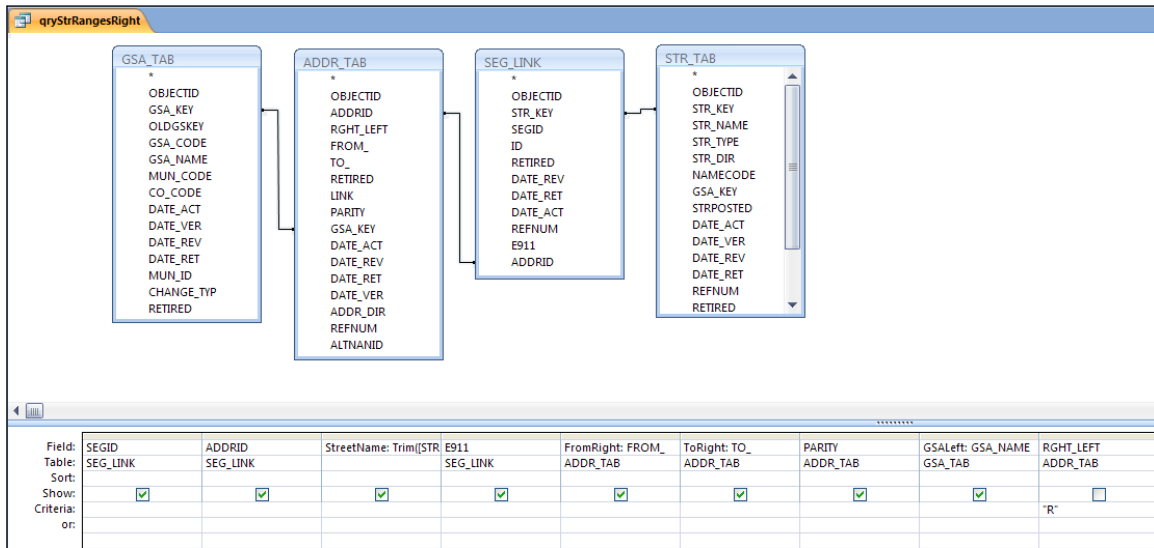 qryStrRangesRight
GSA_TAB
*
OBJECTID
GSA_KEY
OLDGSKEY
GSA_CODE
GSA_NAME
MUN_CODE
CO_CODE
DATE_ACT
DATE_VER
DATE_REV
DATE_RET
MUN_ID
CHANGE_TYP
RETIRED
ADDR_TAB
*
OBJECTID
ADDRID
RGHT_LEFT
FROM_
TO_
RETIRED
LINK
PARITY
GSA_KEY
DATE_ACT
DATE_REV
DATE_RET
DATE_VER
ADDR_DIR
REFNUM
ALTNANID
SEG_LINK
*
OBJECTID
STR_KEY
SEGID
ID
RETIRED
DATE_REV
DATE_RET
DATE_ACT
REFNUM
E911
ADDRID
STR_TAB
*
OBJECTID
STR_KEY
STR_NAME
STR_TYPE
STR_DIR
NAMECODE
GSA_KEY
STRPOSTED
DATE_ACT
DATE_VER
DATE_REV
DATE_RET
REFNUM
RETIRED
Field: SEGID ADDRID StreetName: Trim([STR E911 FromRight: FROM_ ToRight: TO_ PARITY GSALeft: GSA_NAME RGHT_LEFT
Table: SEG_LINK SEG_LINK SEG_LINK ADDR_TAB ADDR_TAB ADDR_TAB GSA_TAB ADDR_TAB
Sort:
Show:
Criteria: "R"
or: